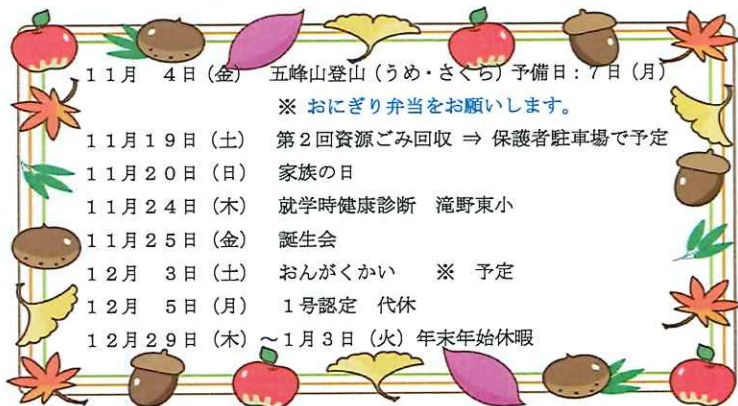 11月 4日(金) 五峰山登山(うめ・さくら)予備日:7日(月)
※ おにぎり弁当をお願いします。
11月19日(土) 第2回資源ごみ回収 ⇒ 保護者駐車場で予定
11月20日(日) 家族の日
11月24日(木) 就学時健康診断 滝野東小
11月25日(金) 誕生会
12月 3日(土) おんがくかい ※ 予定
12月 5日(月) 1号認定 代休
12月29日(木)~1月3日(火)年末年始休暇